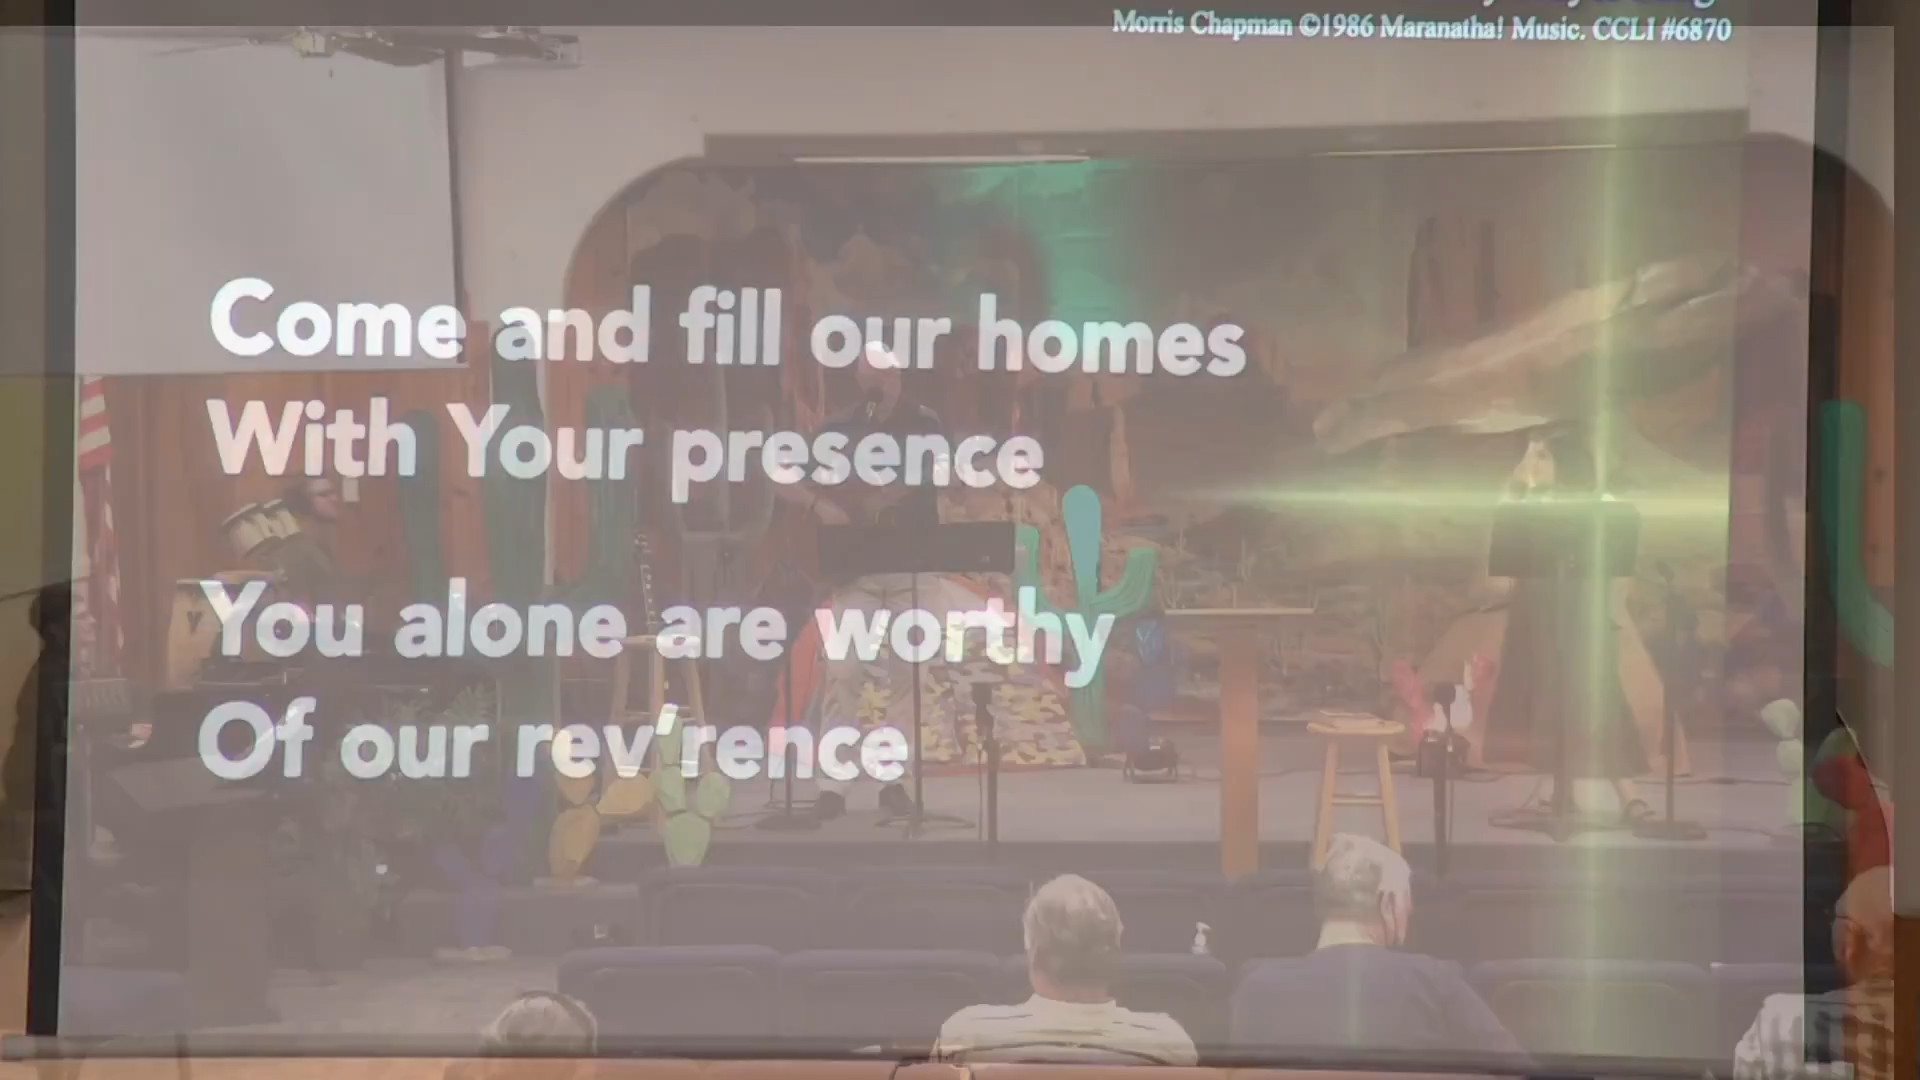 Morris Chapman ©1986 Maranatha! Music. CCLI #6870
Come and fill our homes
With Your presence
You alone are worthy
Of our rev'rence